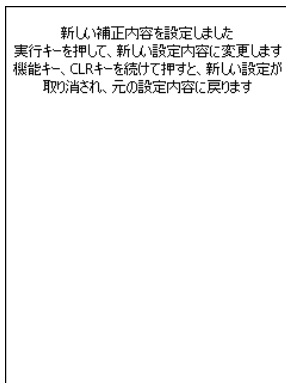 新しい補正内容を設定しました
実行キーを押して、新しい設定内容に変更します
機能キー、CLRキーを続けて押すと、新しい設定が
取り消され、元の設定内容に戻ります